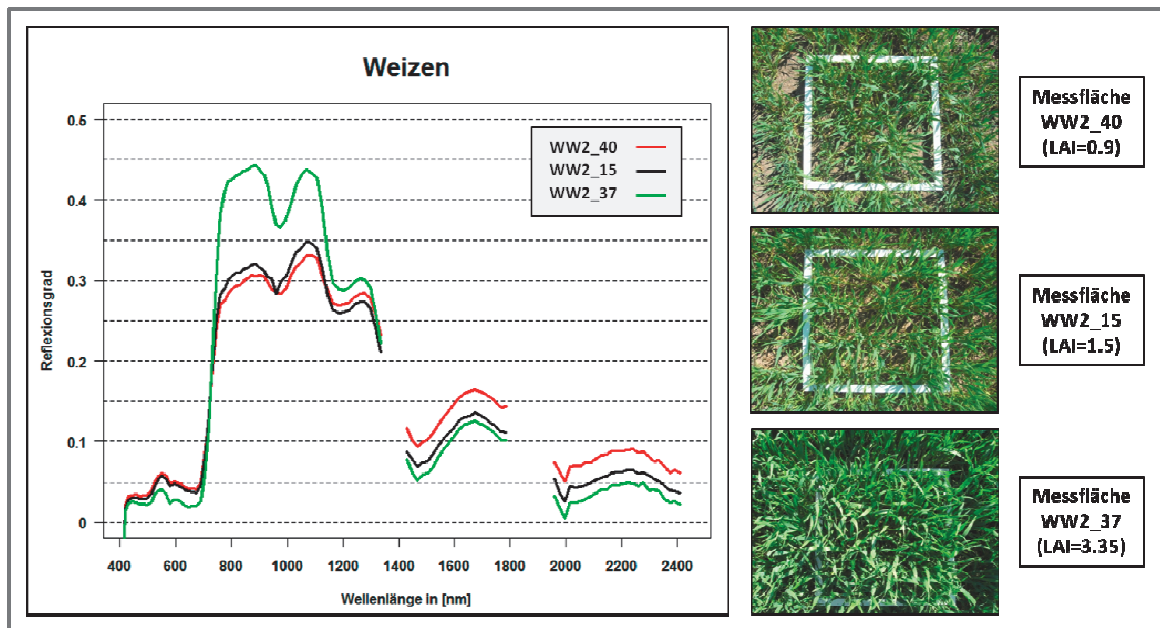 Weizen
Reflexionsgrad
0.5
0.4
0.3
0.2
0.1
0
WW2_40
WW2_15
WW2_37
400 600 800 1000 1200 1400 1600 1800 2000 2200 2400
Wellenlänge in [nm]
Messfläche
WW2_40
(LAI=0.9)
Messfläche
WW2_15
(LAI=1.5)
Messfläche
WW2_37
(LAI=3.35)